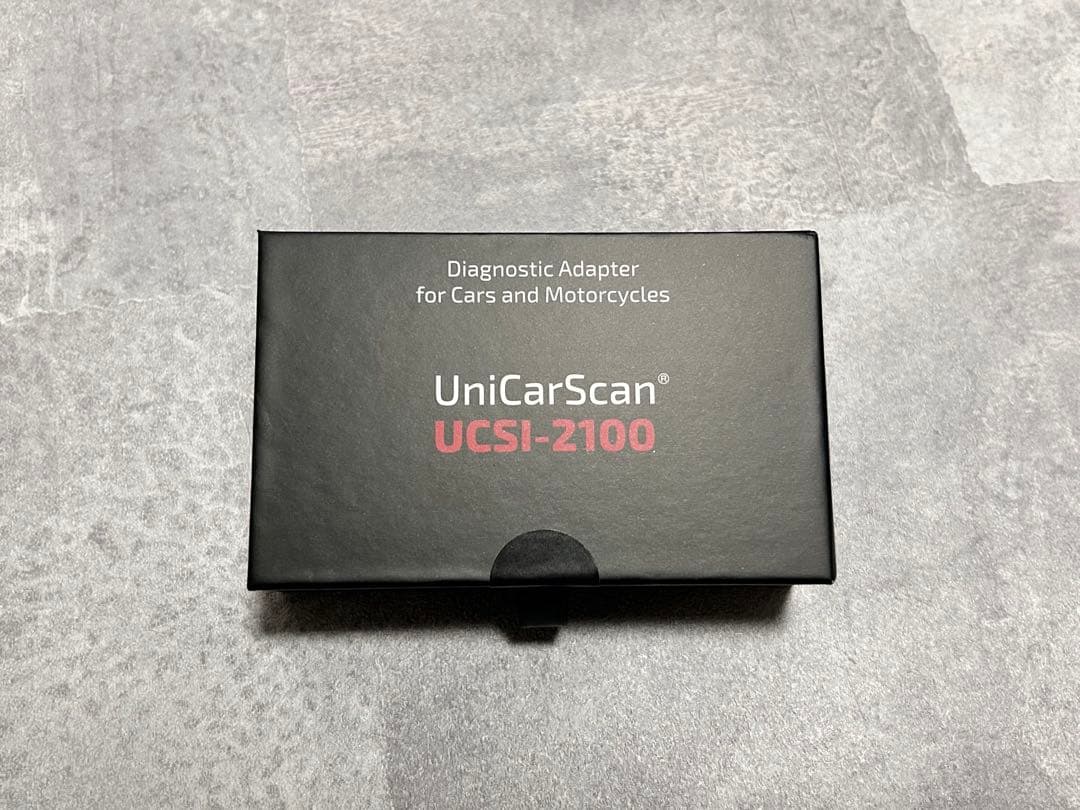 Diagnostic Adapter
for Cars and Motorcycles
UniCarScan®
UCSI-2100